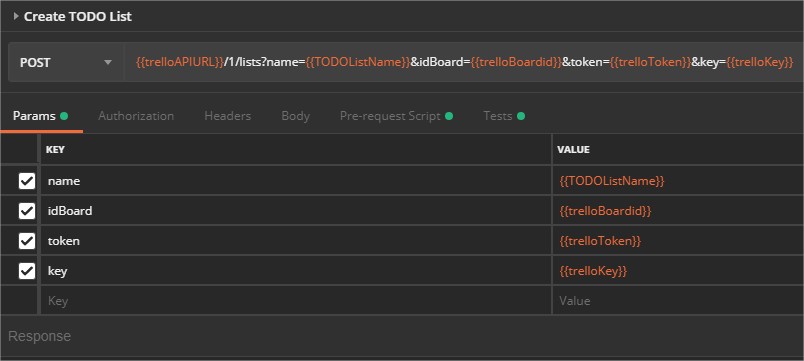 Create TODO List
POST {{trelloAPIURL}}/1/lists?name={{TODOListName}}&idBoard={{trelloBoardid}}&token={{trelloToken}}&key={{trelloKey}}
Params Authorization Headers Body Pre-request Script Tests
KEY VALUE
name {{TODOListName}}
idBoard {{trelloBoardid}}
token {{trelloToken}}
key {{trelloKey}}
Key Value
Response